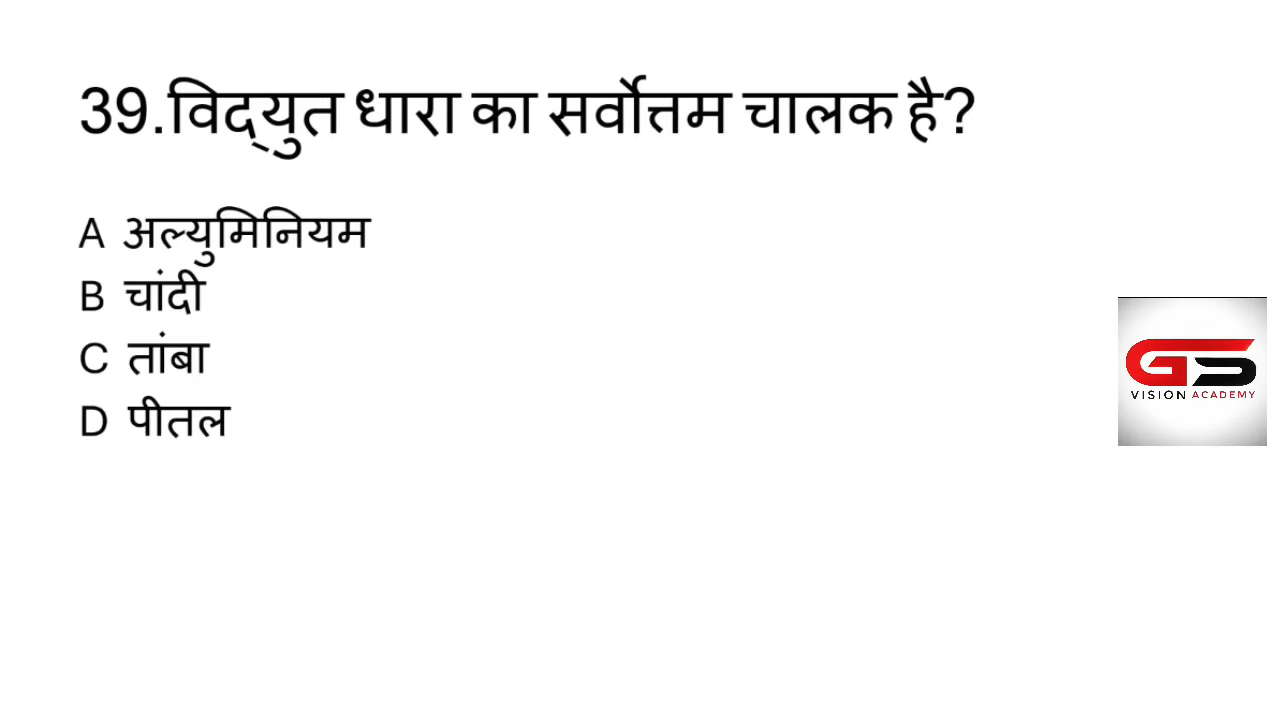 39.विद्‌युत धारा का सर्वोत्तम चालक है?
A अल्युमिनियम
B चांदी
C तांबा
D पीतल
GS
VISION ACADEMY